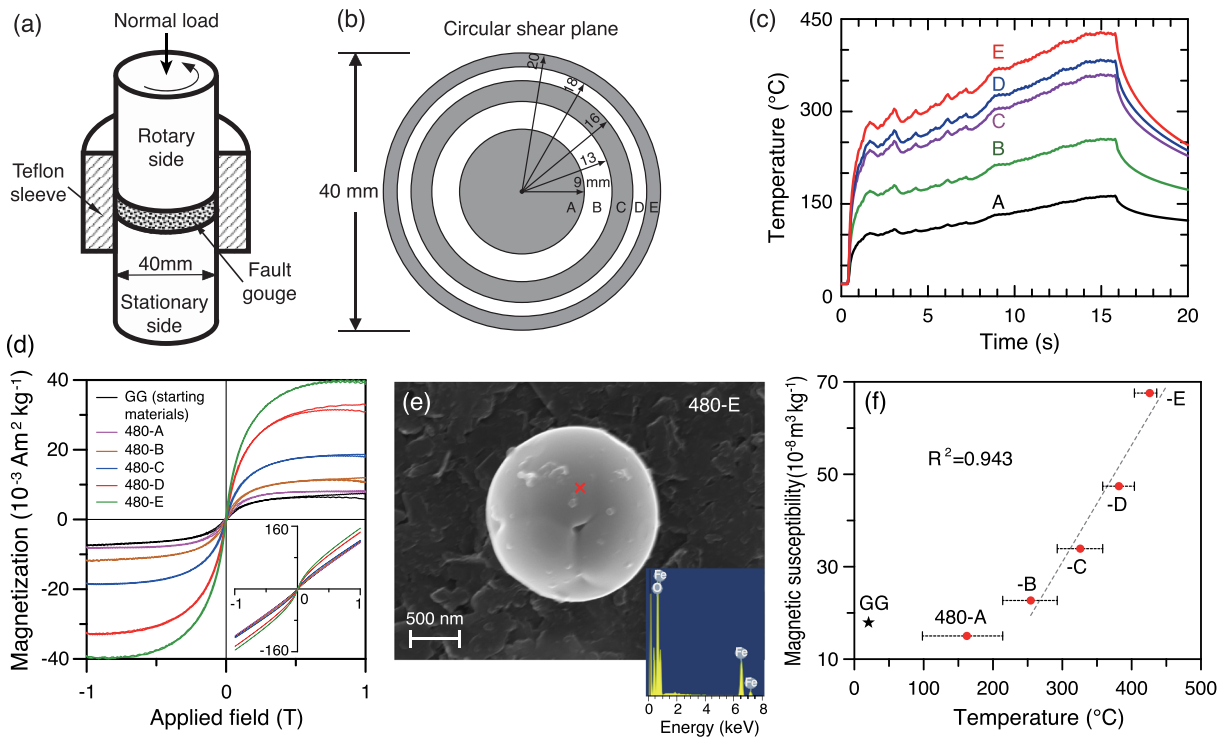 (a)
Normal load
Rotary
side
Teflon
sleeve
40mm
Fault
gouge
Stationary
side
(b)
Circular shear plane
40 mm
20
18
16
13
9 mm
A B C D E
(c)
Temperature (°C)
450
300
150
0
E
D
C
B
A
0 5 10 15 20
Time (s)
(d)
Magnetization (10-3 Am2 kg-1)
40
20
0
-20
-40
GG (starting
materials)
480-A
480-B
480-C
480-D
480-E
160
-1 0 1
-160
-1 0 1
Applied field (T)
(e)
480-E
×
500 nm
Fe
O
Fe
Fe
0 2 4 6 8
Energy (keV)
(f)
Magnetic susceptibility (10-8 m3 kg-1)
70
50
30
10
R2=0.943
-E
-D
-C
-B
480-A
GG
0 100 200 300 400 500
Temperature (°C)